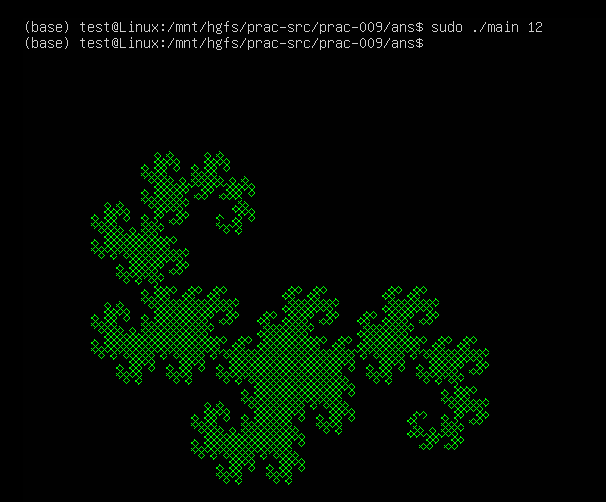 (base) test@Linux:/mnt/hgfs/prac-src/prac-009/ans$ sudo ./main 12
(base) test@Linux:/mnt/hgfs/prac-src/prac-009/ans$